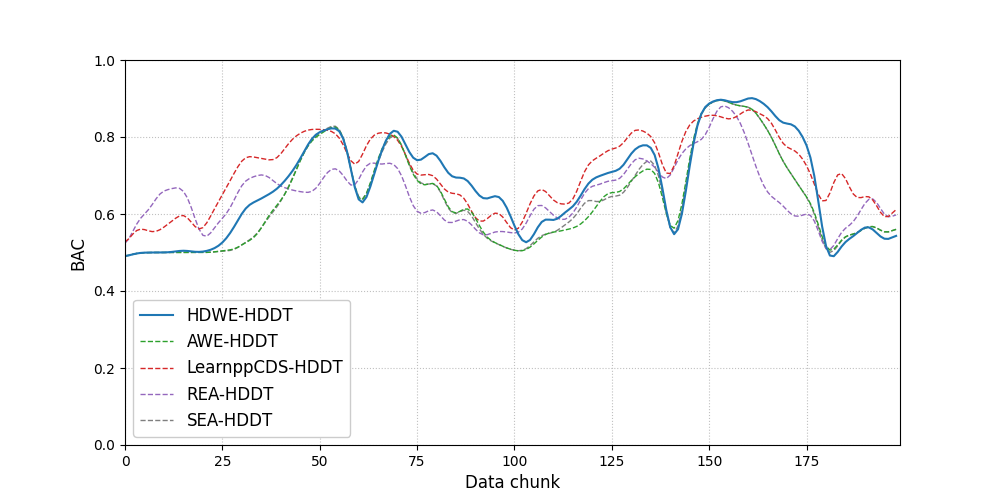 1.0
0.8
0.6
0.4
0.2
0.0
BAC
HDWE-HDDT
AWE-HDDT
LearnppCDS-HDDT
REA-HDDT
SEA-HDDT
0 25 50 75 100 125 150 175
Data chunk